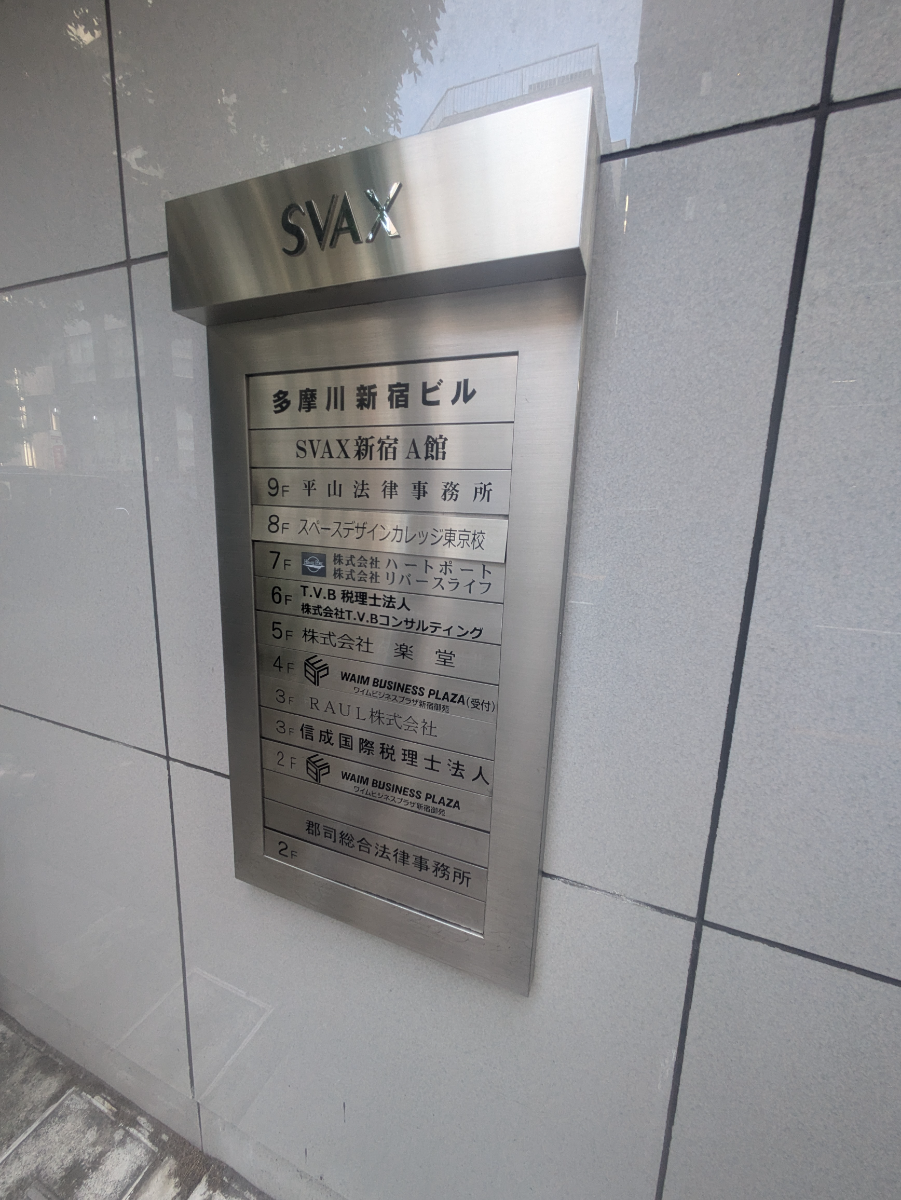 SVAX
多摩川新宿ビル
SVAX新宿A館
9F 平山法律事務所
8F スペースデザインカレッジ東京校
7F 株式会社 ハートポート
株式会社 リバースライフ
6F T.V.B 税理士法人
株式会社T.V.Bコンサルティング
5F 株式会社 楽堂
4F WAIM BUSINESS PLAZA(受付)
ワイムビジネスプラザ新宿御苑
3F RAUL株式会社
3F 信成国際税理士法人
2F WAIM BUSINESS PLAZA
ワイムビジネスプラザ新宿御苑
2F 郡司総合法律事務所